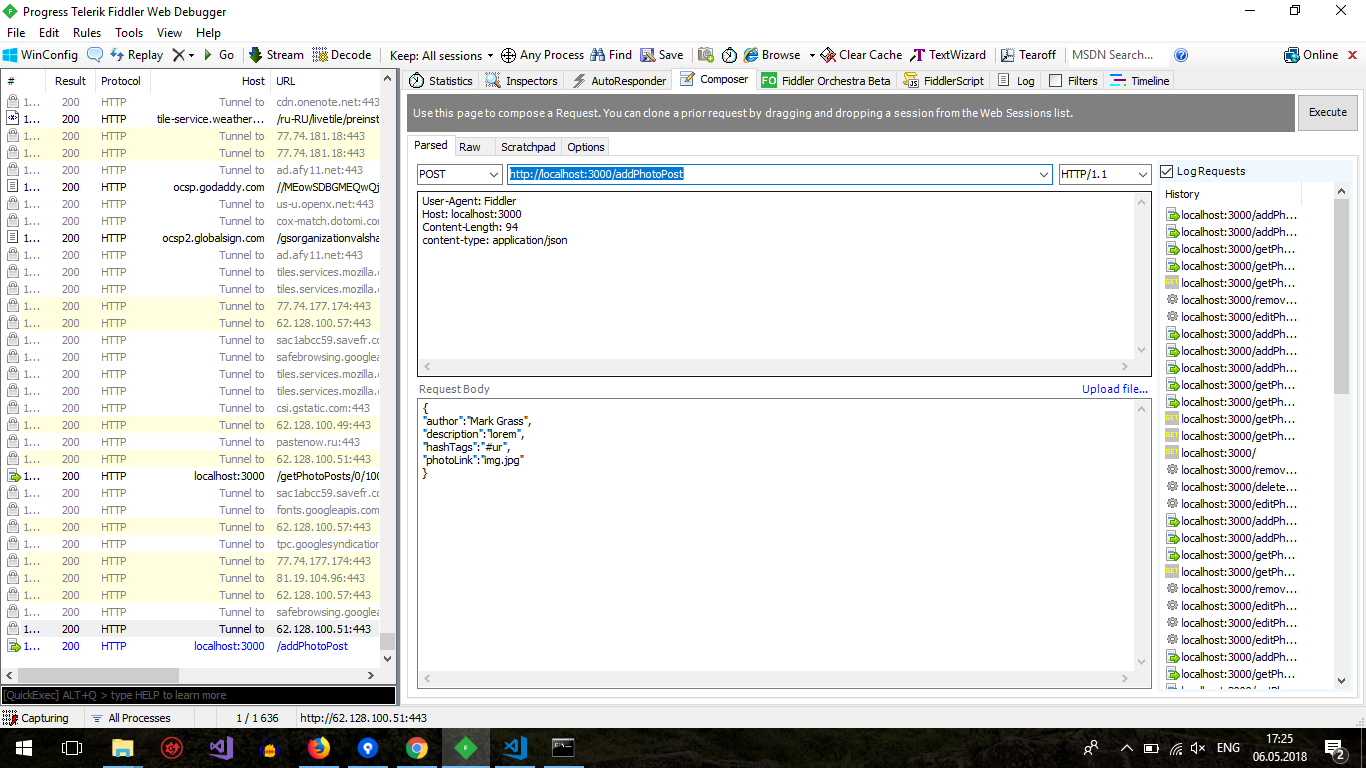 Progress Telerik Fiddler Web Debugger
File Edit Rules Tools View Help
WinConfig Replay Go Stream Decode Keep: All sessions Any Process Find Save Browse Clear Cache TextWizard Tearoff MSDN Search... Online
# Result Protocol Host URL
Statistics Inspectors AutoResponder Composer FO Fiddler Orchestra Beta FiddlerScript Log Filters Timeline
1... 200 HTTP Tunnel to cdn.onenote.net:443
1... 200 HTTP tile-service.weather... /ru-RU/livetile/preinst
1... 200 HTTP Tunnel to 77.74.181.18:443
1... 200 HTTP Tunnel to 77.74.181.18:443
1... 200 HTTP Tunnel to ad.afy11.net:443
1... 200 HTTP ocsp.godaddy.com //MEowSDBGMEQwQj
1... 200 HTTP Tunnel to us-u.openx.net:443
1... 200 HTTP Tunnel to cox-match.dotomi.com
1... 200 HTTP ocsp2.globalsign.com /gsorganizationvalsha
1... 200 HTTP Tunnel to ad.afy11.net:443
1... 200 HTTP Tunnel to tiles.services.mozilla.c
1... 200 HTTP Tunnel to tiles.services.mozilla.c
1... 200 HTTP Tunnel to 77.74.177.174:443
1... 200 HTTP Tunnel to 62.128.100.57:443
1... 200 HTTP Tunnel to sac1abcc59.savefr.co
1... 200 HTTP Tunnel to safebrowsing.googlea
1... 200 HTTP Tunnel to tiles.services.mozilla.c
1... 200 HTTP Tunnel to tiles.services.mozilla.c
1... 200 HTTP Tunnel to csi.gstatic.com:443
1... 200 HTTP Tunnel to 62.128.100.49:443
1... 200 HTTP Tunnel to pastenow.ru:443
1... 200 HTTP Tunnel to 62.128.100.51:443
1... 200 HTTP localhost:3000 /getPhotoPosts/0/100
1... 200 HTTP Tunnel to sac1abcc59.savefr.co
1... 200 HTTP Tunnel to fonts.googleapis.com
1... 200 HTTP Tunnel to 62.128.100.57:443
1... 200 HTTP Tunnel to tpc.googlesyndication
1... 200 HTTP Tunnel to 77.74.177.174:443
1... 200 HTTP Tunnel to 81.19.104.96:443
1... 200 HTTP Tunnel to 62.128.100.57:443
1... 200 HTTP Tunnel to safebrowsing.googlea
1... 200 HTTP Tunnel to 62.128.100.51:443
1... 200 HTTP localhost:3000 /addPhotoPost
[QuickExec] ALT+Q > type HELP to learn more
Use this page to compose a Request. You can clone a prior request by dragging and dropping a session from the Web Sessions list.
Execute
Parsed Raw Scratchpad Options
POST http://localhost:3000/addPhotoPost HTTP/1.1
User-Agent: Fiddler
Host: localhost:3000
Content-Length: 94
content-type: application/json
Request Body Upload file...
{
"author":"Mark Grass",
"description":"lorem",
"hashTags":"#ur",
"photoLink":"img.jpg"
}
Log Requests
History
localhost:3000/addPh...
localhost:3000/addPh...
localhost:3000/getPh...
localhost:3000/getPh...
GET localhost:3000/getPh...
localhost:3000/remov...
localhost:3000/editPh...
localhost:3000/addPh...
localhost:3000/addPh...
localhost:3000/addPh...
localhost:3000/getPh...
localhost:3000/getPh...
GET localhost:3000/getPh...
GET localhost:3000/getPh...
GET localhost:3000/
localhost:3000/remov...
localhost:3000/delete...
localhost:3000/editPh...
localhost:3000/addPh...
localhost:3000/addPh...
localhost:3000/getPh...
GET localhost:3000/getPh...
localhost:3000/remov...
localhost:3000/editPh...
localhost:3000/editPh...
localhost:3000/editPh...
localhost:3000/addPh...
localhost:3000/getPh...
Capturing All Processes 1 / 1 636 http://62.128.100.51:443
ENG
17:25
06.05.2018
2